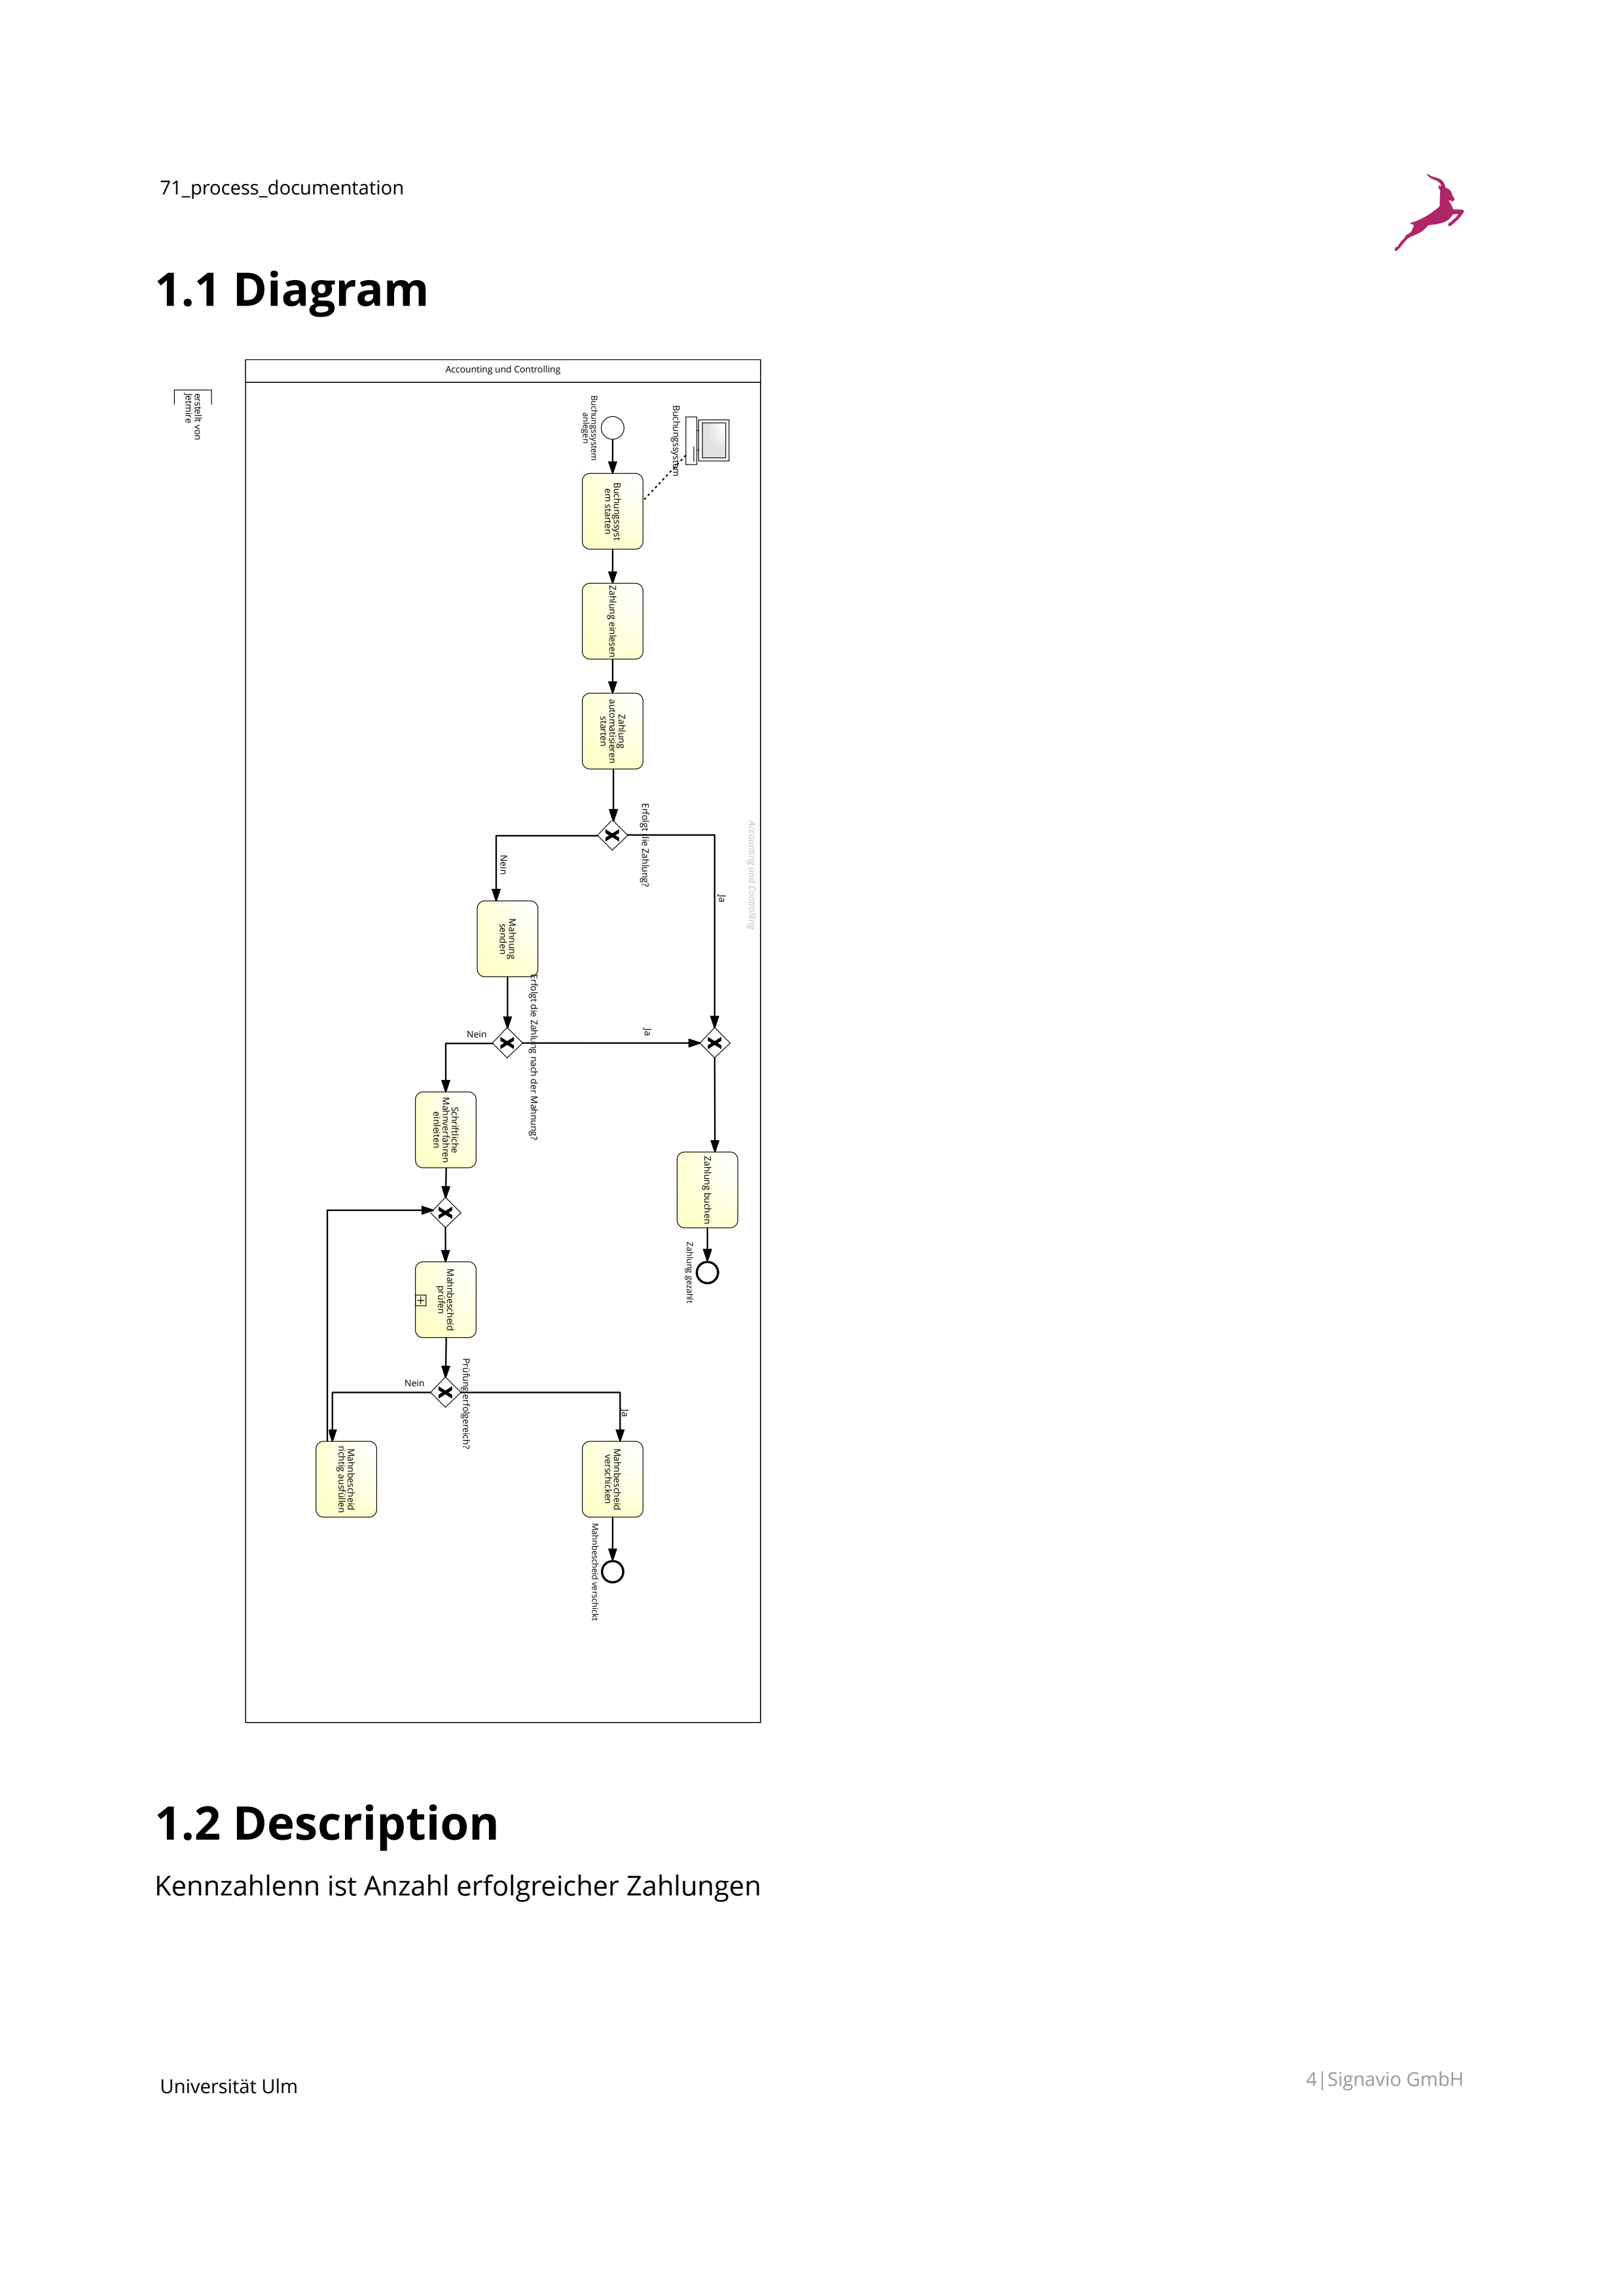 71_process_documentation
1.1 Diagram
Accounting und Controlling
erstellt von
Jetmire
Buchungssystem
Buchungssystem
anlegen
Buchungssyst
em starten
Zahlung einlesen
Zahlung
automatisieren
starten
Erfolgt die Zahlung?
Accounting und Controlling
Ja
Nein
Mahnung
senden
Erfolgt die Zahlung nach der Mahnung?
Ja
Nein
Schriftliche
Mahnverfahren
einleiten
Zahlung buchen
Zahlung gezahlt
Mahnbescheid
prüfen
Prüfung erfolgereich?
Nein
Ja
Mahnbescheid
richtig ausfüllen
Mahnbescheid
verschicken
Mahnbescheid verschickt
1.2 Description
Kennzahlenn ist Anzahl erfolgreicher Zahlungen
Universität Ulm
4|Signavio GmbH